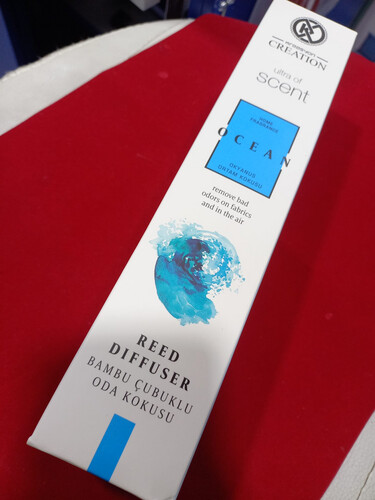 CREATION
ultra of
scent
HOME
FRAGRANCE
OCEAN
OKYANUS
ORTAM KOKUSU
remove bad
odors on fabrics
and in the air
REED
DIFFUSER
BAMBU ÇUBUKLU
ODA KOKUSU